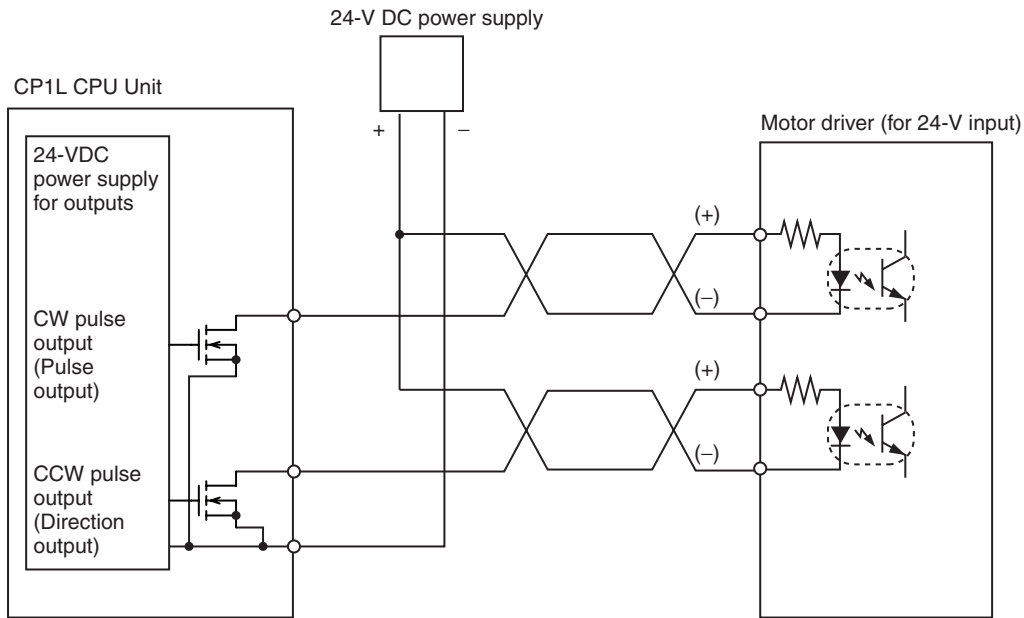 24-V DC power supply
CP1L CPU Unit
+
–
Motor driver (for 24-V input)
24-VDC
power supply
for outputs
(+)
(–)
CW pulse
output
(Pulse
output)
(+)
(–)
CCW pulse
output
(Direction
output)